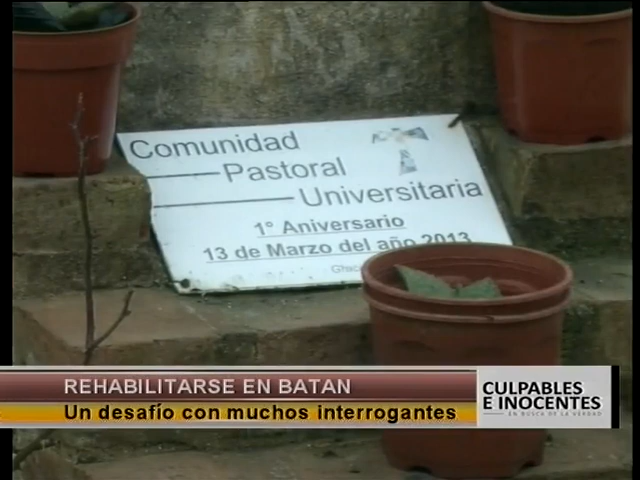 Comunidad
Pastoral
Universitaria
1° Aniversario
13 de Marzo del año 2013
REHABILITARSE EN BATAN
Un desafío con muchos interrogantes
CULPABLES
E INOCENTES
EN BUSCA DE LA VERDAD